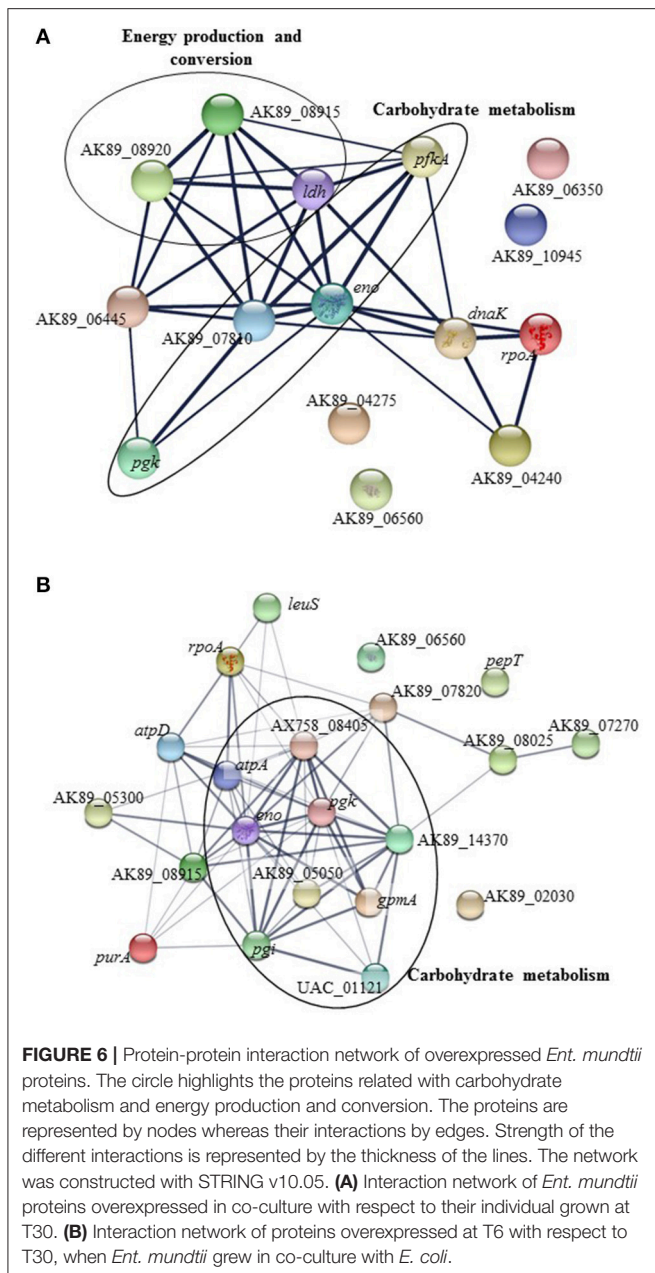 A
Energy production and
conversion
AK89_08915
Carbohydrate metabolism
AK89_08920
pfkA
ldh
AK89_06350
AK89_10945
AK89_06445
AK89_07810
eno
dnaK
rpoA
AK89_04275
pgk
AK89_04240
AK89_06560
B
leuS
rpoA
AK89_06560
pepT
AK89_07820
AX758_08405
AK89_07270
atpD
AK89_08025
atpA
AK89_05300
pgk
eno
AK89_14370
AK89_08915
AK89_05050
gpmA
AK89_02030
purA
pgi
Carbohydrate metabolism
UAC_01121
FIGURE 6 | Protein-protein interaction network of overexpressed Ent. mundtii
proteins. The circle highlights the proteins related with carbohydrate
metabolism and energy production and conversion. The proteins are
represented by nodes whereas their interactions by edges. Strength of the
different interactions is represented by the thickness of the lines. The network
was constructed with STRING v10.05. (A) Interaction network of Ent. mundtii
proteins overexpressed in co-culture with respect to their individual grown at
T30. (B) Interaction network of proteins overexpressed at T6 with respect to
T30, when Ent. mundtii grew in co-culture with E. coli.